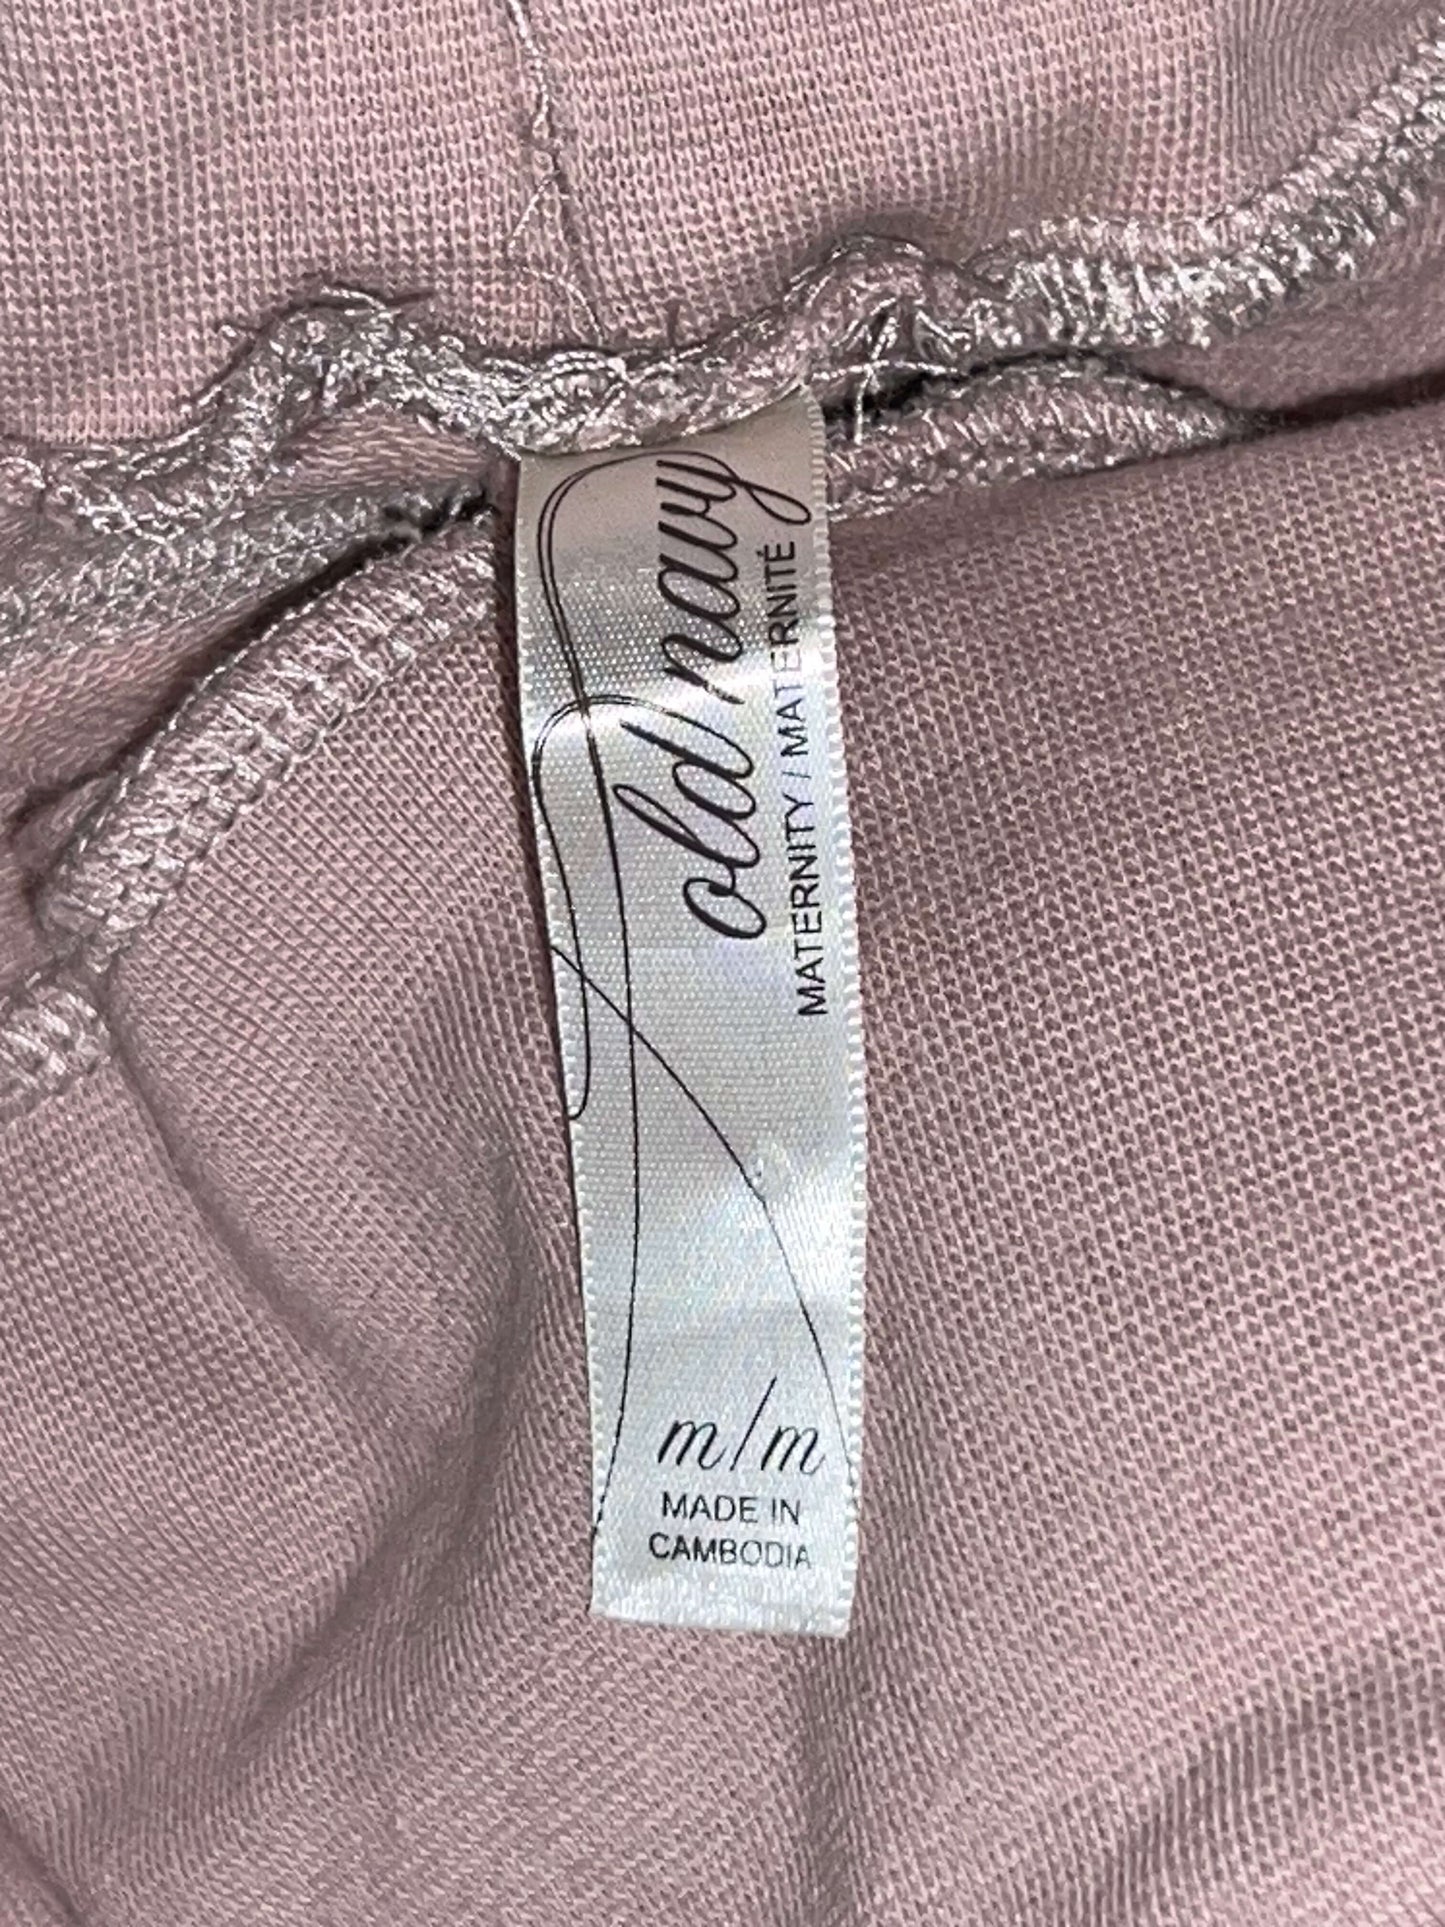 old navy
MATERNITY / MATERNITÉ
m/m
MADE IN
CAMBODIA